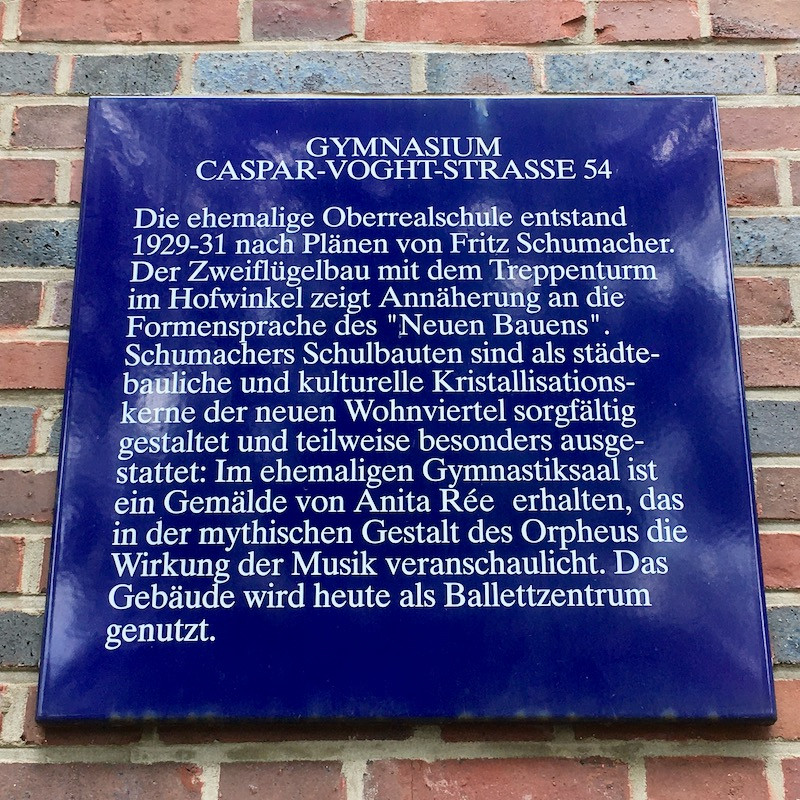 GYMNASIUM
CASPAR-VOGHT-STRASSE 54
Die ehemalige Oberrealschule entstand
1929-31 nach Plänen von Fritz Schumacher.
Der Zweiflügelbau mit dem Treppenturm
im Hofwinkel zeigt Annäherung an die
Formensprache des "Neuen Bauens".
Schumachers Schulbauten sind als städte-
bauliche und kulturelle Kristallisations-
kerne der neuen Wohnviertel sorgfältig
gestaltet und teilweise besonders ausge-
stattet: Im ehemaligen Gymnastiksaal ist
ein Gemälde von Anita Rée erhalten, das
in der mythischen Gestalt des Orpheus die
Wirkung der Musik veranschaulicht. Das
Gebäude wird heute als Ballettzentrum
genutzt.